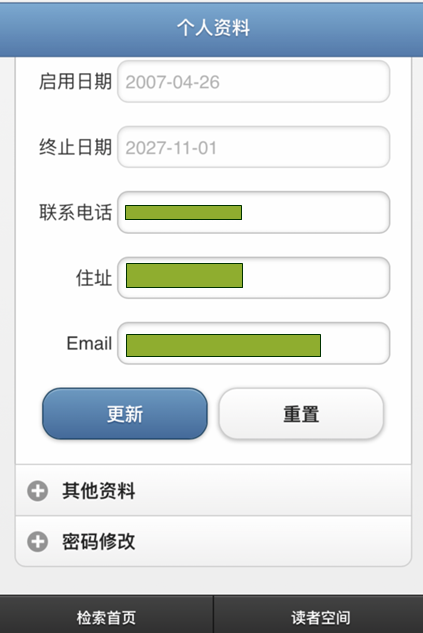 个人资料
启用日期 2007-04-26
终止日期 2027-11-01
联系电话
住址
Email
更新 重置
其他资料
密码修改
检索首页 读者空间